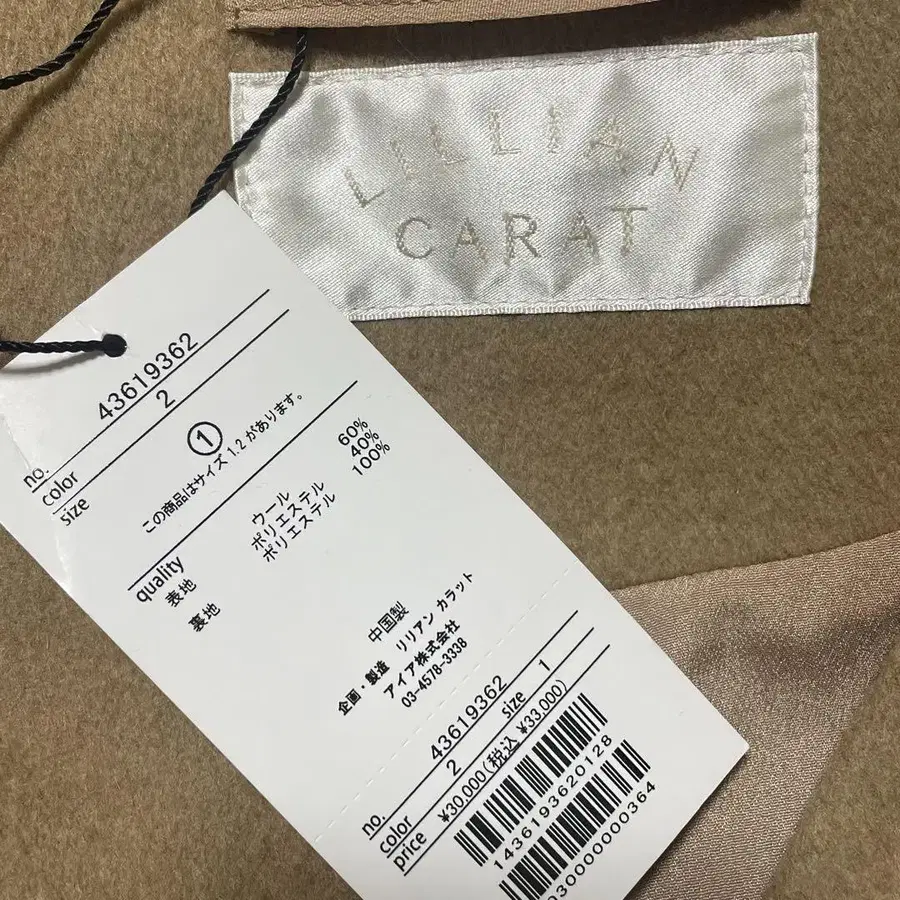 LILLIAN
CARAT
no. 43619362
color 2
size ①
この商品はサイズ 1.2 があります。
quality
表地 ウール 60%
ポリエステル 40%
裏地 ポリエステル 100%
中国製
企画・製造 リリアン カラット
アイア株式会社
03-4578-3338
no. 43619362
color 2 size 1
price ¥30,000(税込 ¥33,000)
1436193620128